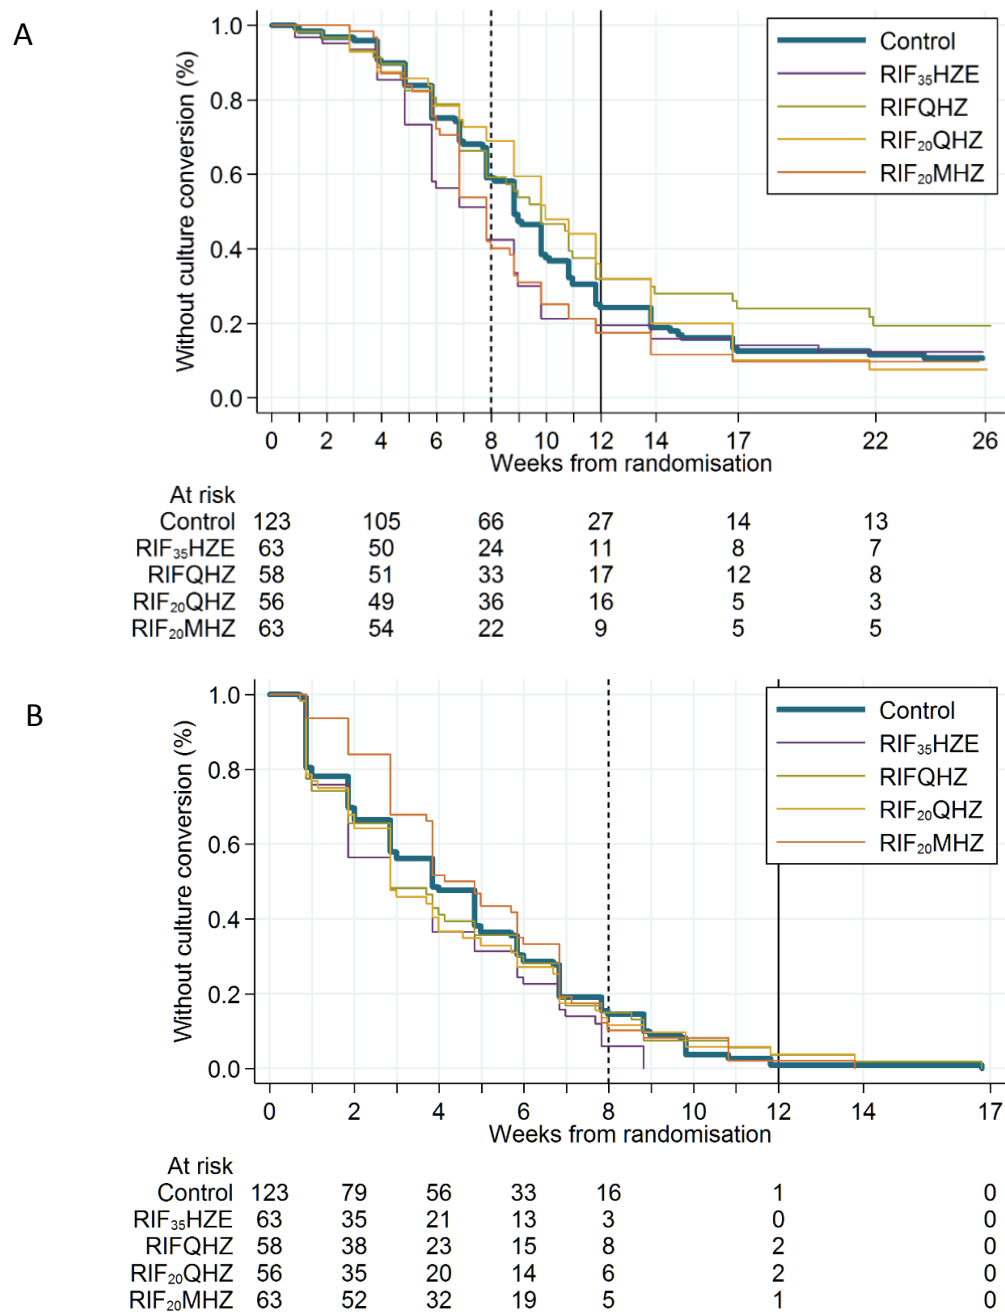 A
Without culture conversion (%)
1.0
0.8
0.6
0.4
0.2
0.0
Control
RIF₃₅HZE
RIFQHZ
RIF₂₀QHZ
RIF₂₀MHZ
0 2 4 6 8 10 12 14 17 22 26
Weeks from randomisation
At risk
Control 123 105 66 27 14 13
RIF₃₅HZE 63 50 24 11 8 7
RIFQHZ 58 51 33 17 12 8
RIF₂₀QHZ 56 49 36 16 5 3
RIF₂₀MHZ 63 54 22 9 5 5
B
Without culture conversion (%)
1.0
0.8
0.6
0.4
0.2
0.0
Control
RIF₃₅HZE
RIFQHZ
RIF₂₀QHZ
RIF₂₀MHZ
0 2 4 6 8 10 12 14 17
Weeks from randomisation
At risk
Control 123 79 56 33 16 1 0
RIF₃₅HZE 63 35 21 13 3 0 0
RIFQHZ 58 38 23 15 8 2 0
RIF₂₀QHZ 56 35 20 14 6 2 0
RIF₂₀MHZ 63 52 32 19 5 1 0